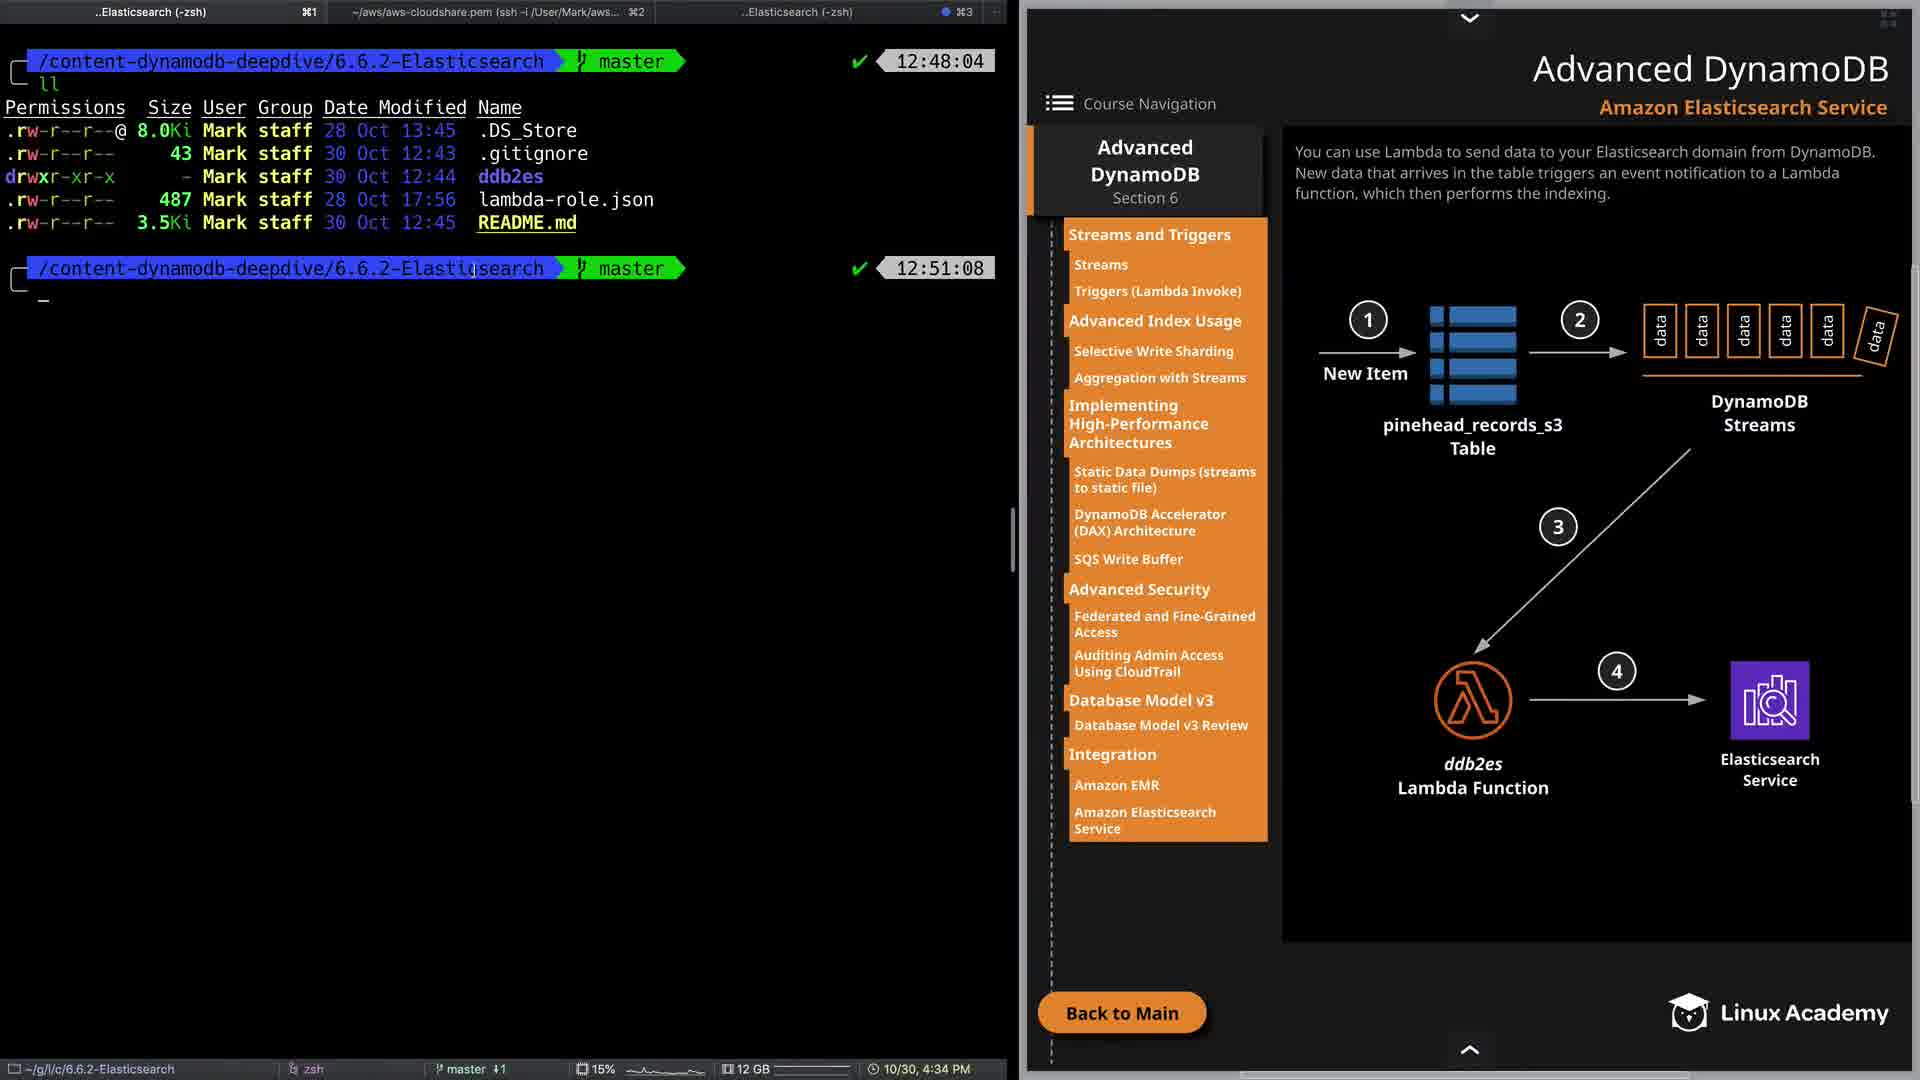 ..Elasticsearch (-zsh) ⌘1 ~/aws/aws-cloudshare.pem (ssh -i /User/Mark/aws... ⌘2 ..Elasticsearch (-zsh) ⌘3
/content-dynamodb-deepdive/6.6.2-Elasticsearch master ✔ 12:48:04
ll
Permissions Size User Group Date Modified Name
.rw-r--r--@ 8.0Ki Mark staff 28 Oct 13:45 .DS_Store
.rw-r--r-- 43 Mark staff 30 Oct 12:43 .gitignore
drwxr-xr-x - Mark staff 30 Oct 12:44 ddb2es
.rw-r--r-- 487 Mark staff 28 Oct 17:56 lambda-role.json
.rw-r--r-- 3.5Ki Mark staff 30 Oct 12:45 README.md
/content-dynamodb-deepdive/6.6.2-Elasticsearch master ✔ 12:51:08
~/g/l/c/6.6.2-Elasticsearch zsh master ↓1 15% 12 GB 10/30, 4:34 PM
Advanced DynamoDB
Amazon Elasticsearch Service
Course Navigation
Advanced
DynamoDB
Section 6
Streams and Triggers
Streams
Triggers (Lambda Invoke)
Advanced Index Usage
Selective Write Sharding
Aggregation with Streams
Implementing
High-Performance
Architectures
Static Data Dumps (streams
to static file)
DynamoDB Accelerator
(DAX) Architecture
SQS Write Buffer
Advanced Security
Federated and Fine-Grained
Access
Auditing Admin Access
Using CloudTrail
Database Model v3
Database Model v3 Review
Integration
Amazon EMR
Amazon Elasticsearch
Service
Back to Main
You can use Lambda to send data to your Elasticsearch domain from DynamoDB.
New data that arrives in the table triggers an event notification to a Lambda
function, which then performs the indexing.
1
New Item
pinehead_records_s3
Table
2
data data data data data data
DynamoDB
Streams
3
ddb2es
Lambda Function
4
Elasticsearch
Service
Linux Academy